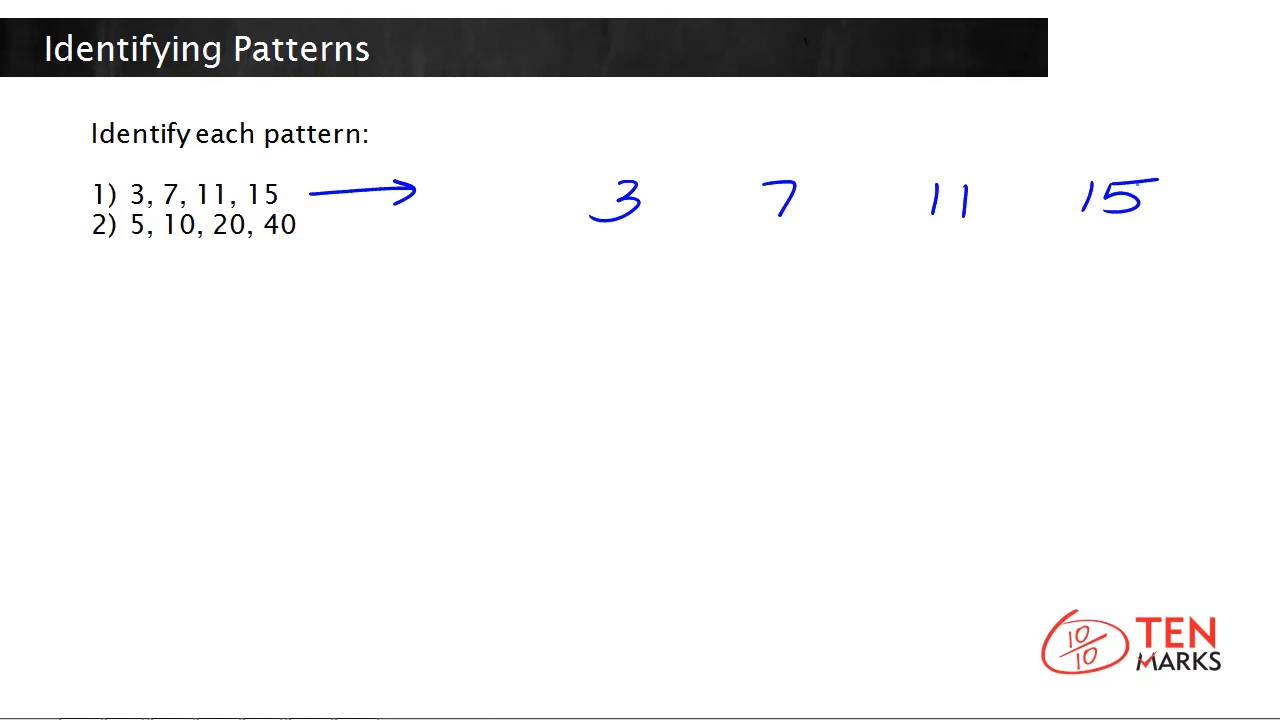 Identifying Patterns
Identify each pattern:
1) 3, 7, 11, 15 3 7 11 15
2) 5, 10, 20, 40
10/10 TEN
MARKS